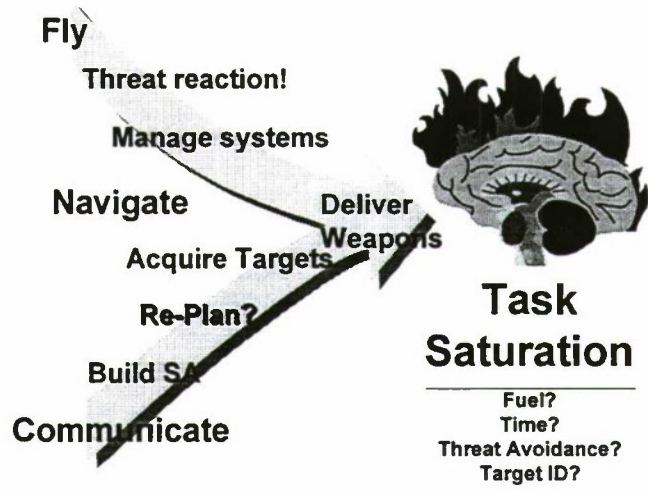 Fly
Threat reaction!
Manage systems
Navigate
Deliver
Weapons
Acquire Targets
Re-Plan?
Build SA
Communicate
Task
Saturation
Fuel?
Time?
Threat Avoidance?
Target ID?